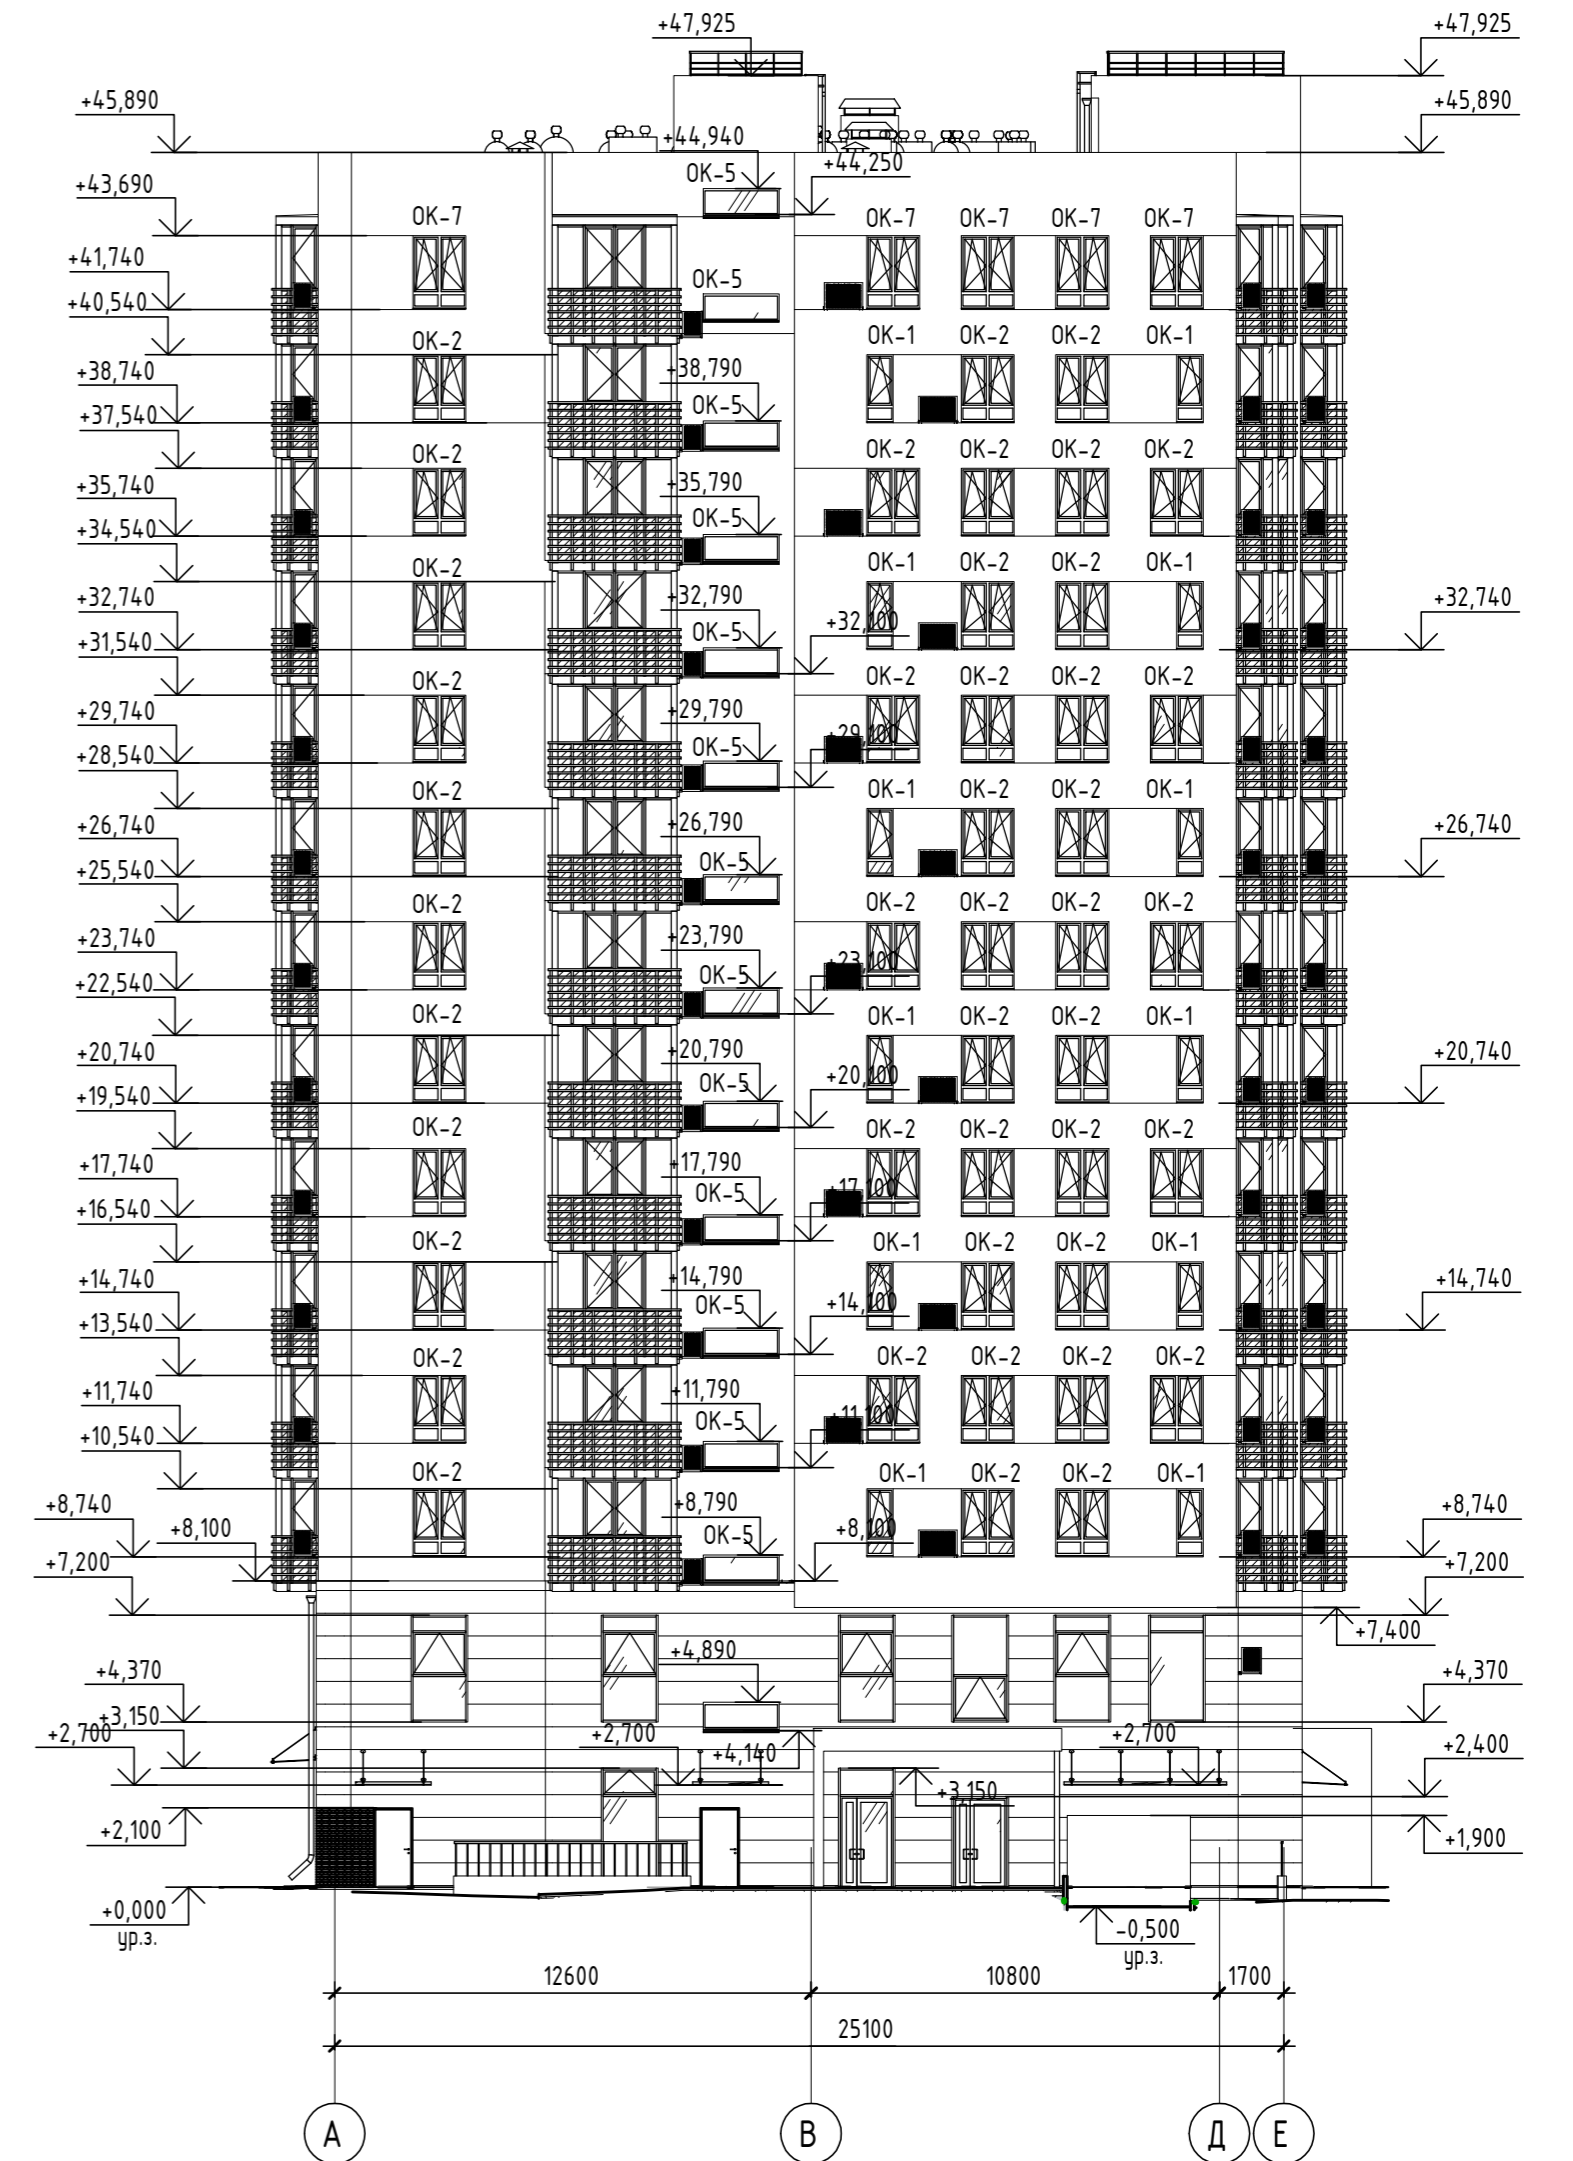 +47,925
+47,925
+45,890
+45,890
+44,940
+44,250
ОК-5
+43,690
ОК-7
ОК-7
ОК-7
ОК-7
ОК-7
+41,740
ОК-5
+40,540
ОК-2
ОК-1
ОК-2
ОК-2
ОК-1
+38,740
+38,790
ОК-5
+37,540
ОК-2
ОК-2
ОК-2
ОК-2
ОК-2
+35,740
+35,790
ОК-5
+34,540
ОК-2
ОК-1
ОК-2
ОК-2
ОК-1
+32,740
+32,790
+32,740
+32,100
ОК-5
+31,540
ОК-2
ОК-2
ОК-2
ОК-2
ОК-2
+29,740
+29,790
+29,100
ОК-5
+28,540
ОК-2
ОК-1
ОК-2
ОК-2
ОК-1
+26,740
+26,790
+26,740
ОК-5
+25,540
ОК-2
ОК-2
ОК-2
ОК-2
ОК-2
+23,740
+23,790
+23,100
ОК-5
+22,540
ОК-2
ОК-1
ОК-2
ОК-2
ОК-1
+20,740
+20,790
+20,740
+20,100
ОК-5
+19,540
ОК-2
ОК-2
ОК-2
ОК-2
ОК-2
+17,740
+17,790
+17,100
ОК-5
+16,540
ОК-2
ОК-1
ОК-2
ОК-2
ОК-1
+14,740
+14,790
+14,740
+14,100
ОК-5
+13,540
ОК-2
ОК-2
ОК-2
ОК-2
ОК-2
+11,740
+11,790
+11,100
ОК-5
+10,540
ОК-2
ОК-1
ОК-2
ОК-2
ОК-1
+8,740
+8,790
+8,740
+8,100
+8,100
ОК-5
+7,200
+7,200
+7,400
+4,890
+4,370
+4,370
+3,150
+2,700
+2,700
+2,700
+4,140
+2,400
+3,150
+2,100
+1,900
+0,000
ур.з.
-0,500
ур.з.
12600
10800
1700
25100
А
В
Д
Е